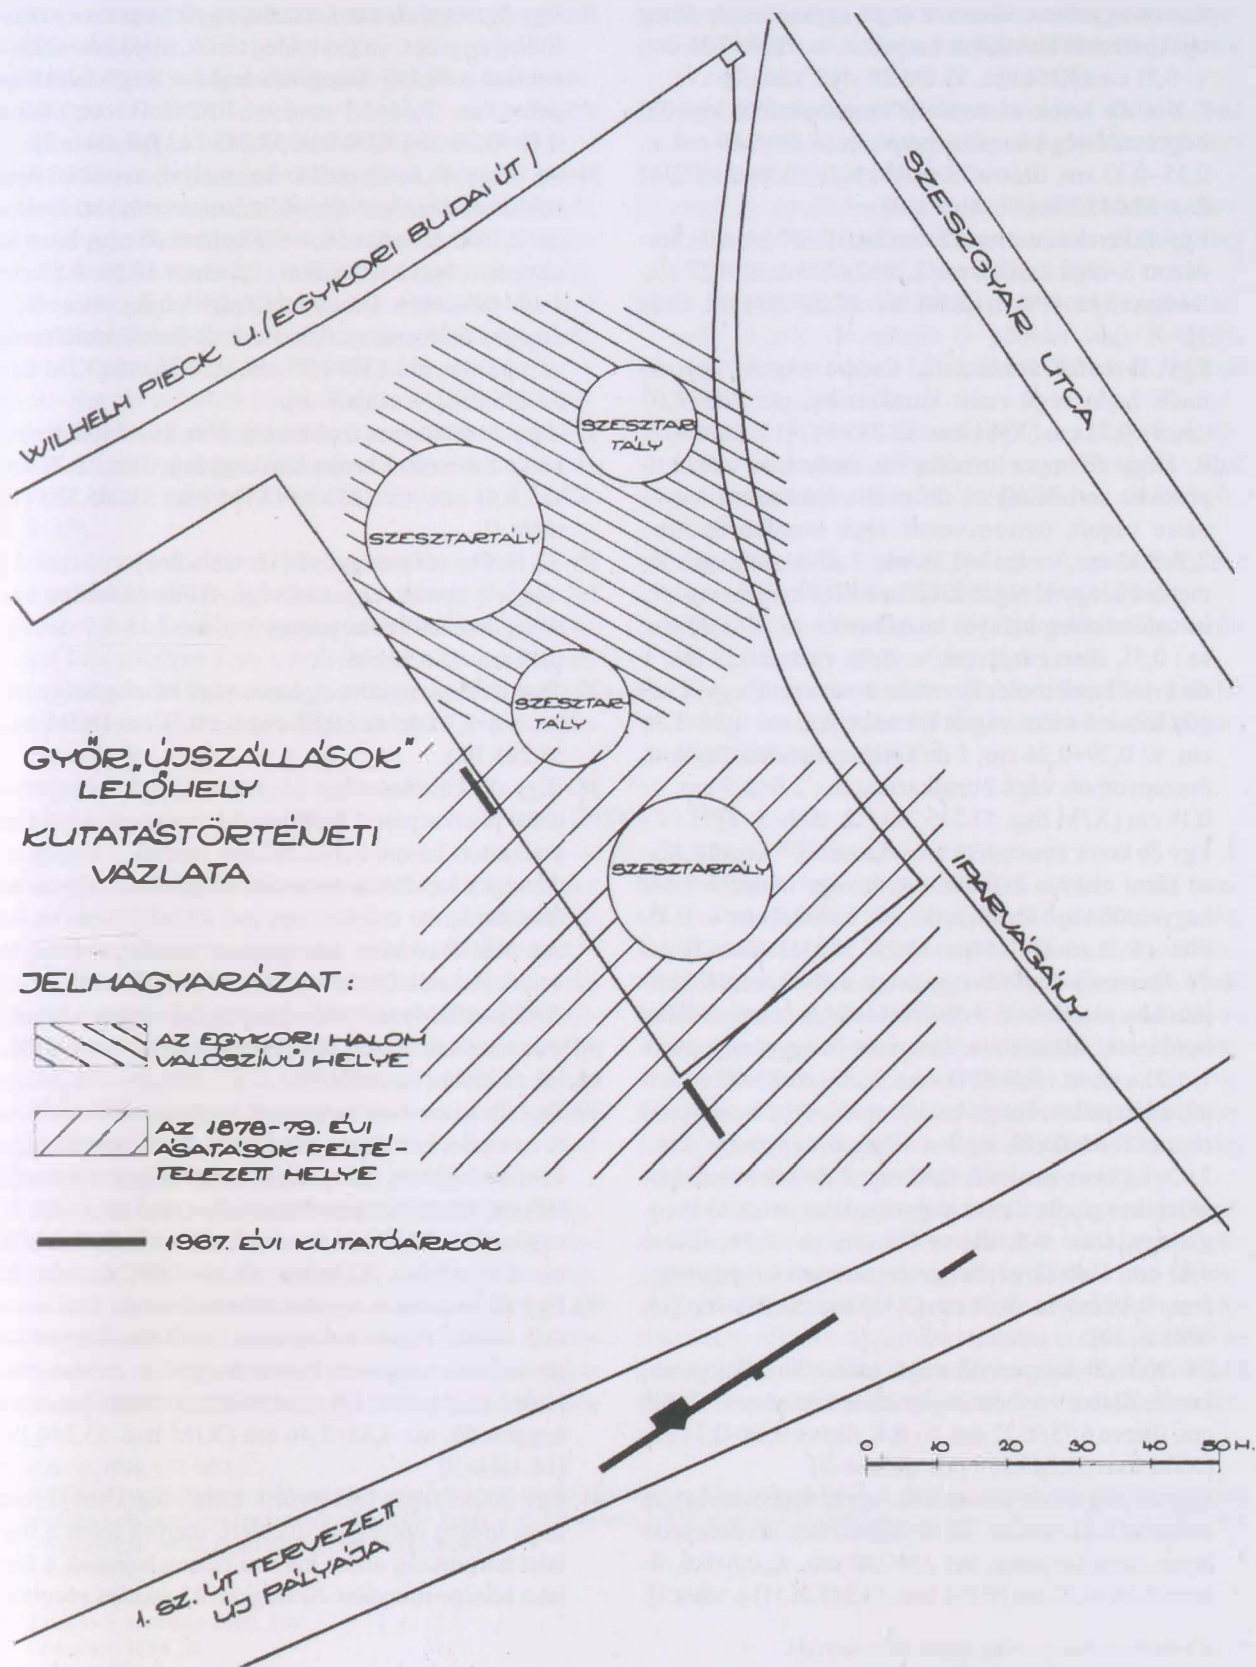 WILHELM PIECK U. /EGYKORI BUDAI ÚT/
SZESZGYÁR UTCA
SZESZTAR-
TÁLY
SZESZTARTÁLY
SZESZTAR-
TÁLY
GYŐR„ÚJSZÁLLÁSOK”
LELŐHELY
KUTATÁSTÖRTÉNETI
VÁZLATA
SZESZTARTÁLY
IPARVÁGÁNY
JELMAGYARÁZAT:
AZ EGYKORI HALOM
VALÓSZÍNŰ HELYE
AZ 1878-79. ÉVI
ÁSATÁSOK FELTÉ-
TELEZETT HELYE
1967. ÉVI KUTATÓÁRKOK
0 10 20 30 40 50 M.
1. SZ. ÚT TERVEZETT
ÚJ PÁLYÁJA